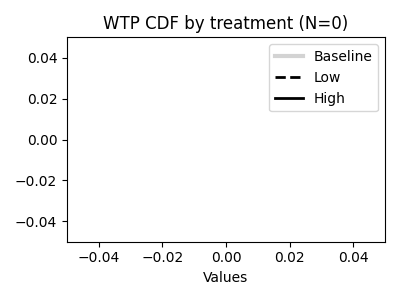 WTP CDF by treatment (N=0)
Baseline
Low
High
0.04
0.02
0.00
−0.02
−0.04
−0.04 −0.02 0.00 0.02 0.04
Values